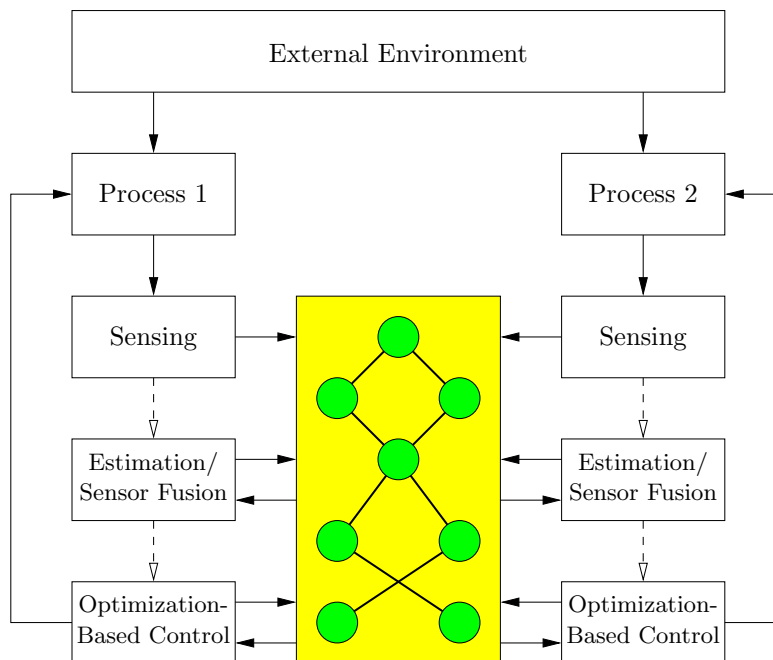 External Environment
Process 1
Process 2
Sensing
Sensing
Estimation/
Sensor Fusion
Estimation/
Sensor Fusion
Optimization-
Based Control
Optimization-
Based Control